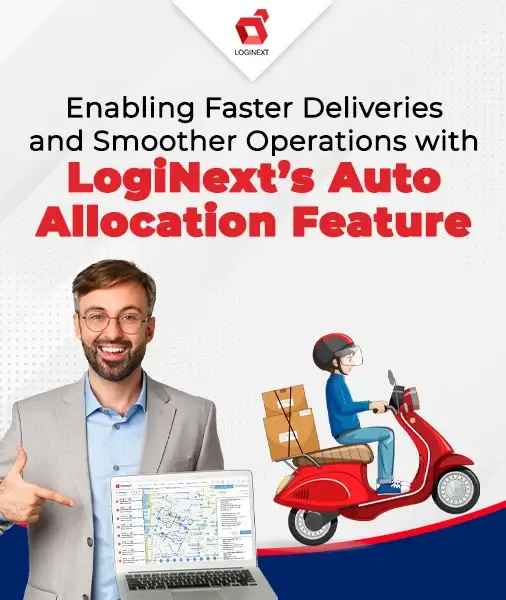 LOGINEXT
Enabling Faster Deliveries
and Smoother Operations with
LogiNext's Auto
Allocation Feature